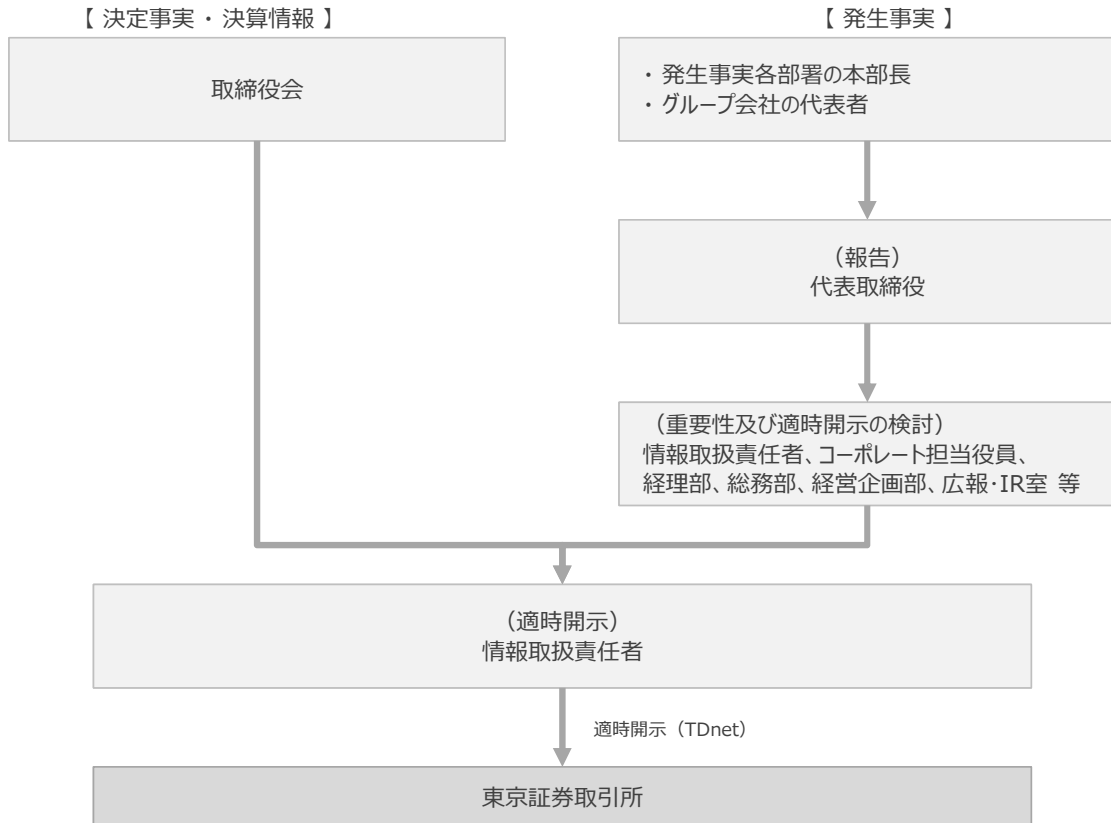 【 決定事実 ・ 決算情報 】
【 発生事実 】
取締役会
・ 発生事実各部署の本部長
・ グループ会社の代表者
（報告）
代表取締役
（重要性及び適時開示の検討）
情報取扱責任者、コーポレート担当役員、
経理部、総務部、経営企画部、広報・IR室 等
（適時開示）
情報取扱責任者
適時開示（TDnet）
東京証券取引所